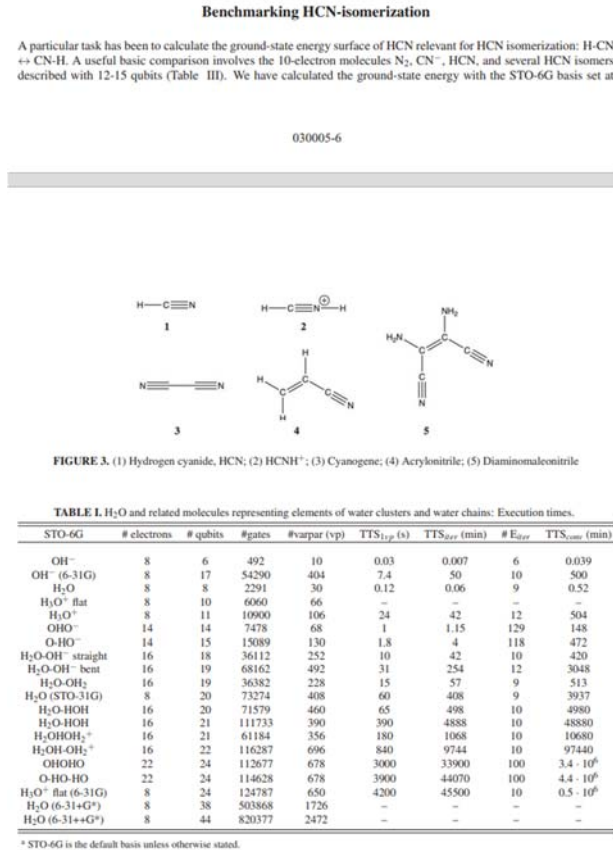 Benchmarking HCN-isomerization
A particular task has been to calculate the ground-state energy surface of HCN relevant for HCN isomerization: H-CN
↔ CN-H. A useful basic comparison involves the 10-electron molecules N₂, CN⁻, HCN, and several HCN isomers
described with 12-15 qubits (Table III). We have calculated the ground-state energy with the STO-6G basis set at
030005-6
H C N
1
H C N ⊕ H
2
N N
3
H H C C H C N
4
NH₂ H₂N C C C N C N
5
FIGURE 3. (1) Hydrogen cyanide, HCN; (2) HCNH⁺; (3) Cyanogene; (4) Acrylonitrile; (5) Diaminomaleonitrile
TABLE I. H₂O and related molecules representing elements of water clusters and water chains: Execution times.
STO-6G # electrons # qubits #gates #varpar (vp) TTS₁ᵥₚ (s) TTSᵢₜₑᵣ (min) # Eᵢₜₑᵣ (min)
OH⁻ 8 6 492 10 0.03 0.007 6 0.039
OH⁻ (6-31G) 8 17 54290 404 7.4 50 10 500
H₂O 8 8 2291 30 0.12 0.06 9 0.52
H₃O⁺ flat 8 10 6060 66 – – – –
H₃O⁺ 8 11 10900 106 24 42 12 504
OHO⁻ 14 14 7478 68 1 1.15 129 148
O-HO⁻ 14 15 15089 130 1.8 4 118 472
H₂O-OH⁻ straight 16 18 36112 252 10 42 10 420
H₂O-OH⁻ bent 16 19 68162 492 31 254 12 3048
H₂O-OH₂ 16 19 36382 228 15 57 9 513
H₂O (STO-31G) 8 20 73274 408 60 408 9 3937
H₂O-HOH 16 20 71579 460 65 498 10 4980
H₂O-HOH 16 21 111733 390 390 4888 10 48880
H₂OHOH₂⁺ 16 21 61184 356 180 1068 10 10680
H₂OH-OH₂⁺ 16 22 116287 696 840 9744 10 97440
OHOHO 22 24 112677 678 3000 33900 100 3.4 · 10⁶
O-HO-HO 22 24 114628 678 3900 44070 100 4.4 · 10⁶
H₃O⁺ flat (6-31G) 8 24 124787 650 4200 45500 10 0.5 · 10⁶
H₂O (6-31+G*) 8 38 503868 1726 – – – –
H₂O (6-31++G*) 8 44 820377 2472 – – – –
* STO-6G is the default basis unless otherwise stated.